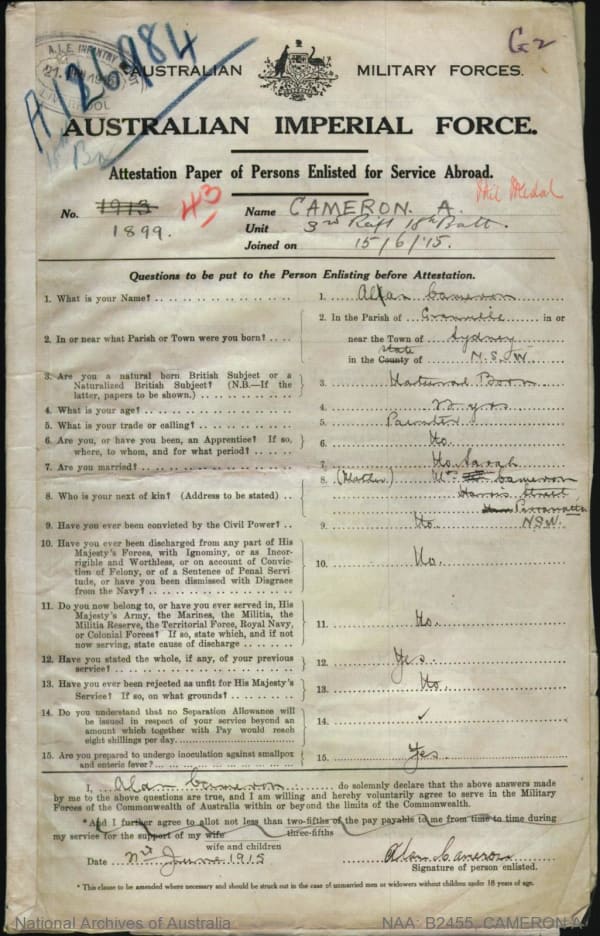 A126984
G2
A.I.F. INFANTRY
LIVERPOOL
AUSTRALIAN MILITARY FORCES.
AUSTRALIAN IMPERIAL FORCE.
Attestation Paper of Persons Enlisted for Service Abroad.
Mil Medal
No. 1913 43 Name CAMERON. A.
1899. Unit 3rd Reift 18th Batt.
Joined on 15/6/15.
Questions to be put to the Person Enlisting before Attestation.
1. What is your Name? 1. Allan Cameron
2. In or near what Parish or Town were you born? 2. In the Parish of Granville in or
near the Town of Sydney
in the County of State N.S.W.
3. Are you a natural born British Subject or a
Naturalized British Subject? (N.B.—If the
latter, papers to be shown.) 3. Natural Born
4. What is your age? 4. yrs
5. What is your trade or calling? 5. Painter
6. Are you, or have you been, an Apprentice? If so,
where, to whom, and for what period? 6. No.
7. Are you married? 7. No.
8. Who is your next of kin? (Address to be stated) 8. (Mother.) Mrs Sarah Cameron
Harris Street
Parramatta
N.S.W.
9. Have you ever been convicted by the Civil Power? 9. No.
10. Have you ever been discharged from any part of His
Majesty's Forces, with Ignominy, or as Incor-
rigible and Worthless, or on account of Convic-
tion of Felony, or of a Sentence of Penal Servi-
tude, or have you been dismissed with Disgrace
from the Navy? 10. No.
11. Do you now belong to, or have you ever served in, His
Majesty's Army, the Marines, the Militia, the
Militia Reserve, the Territorial Force, Royal Navy,
or Colonial Forces? If so, state which, and if not
now serving, state cause of discharge 11. No.
12. Have you stated the whole, if any, of your previous
service? 12. Yes
13. Have you ever been rejected as unfit for His Majesty's
Service? If so, on what grounds? 13. No.
14. Do you understand that no Separation Allowance will
be issued in respect of your service beyond an
amount which together with Pay would reach
eight shillings per day 14. ✓
15. Are you prepared to undergo inoculation against smallpox
and enteric fever? 15. Yes
I, Alan Cameron do solemnly declare that the above answers made
by me to the above questions are true, and I am willing and hereby voluntarily agree to serve in the Military
Forces of the Commonwealth of Australia within or beyond the limits of the Commonwealth.
*And I further agree to allot not less than two-fifths of the pay payable to me from time to time during
three-fifths
my service for the support of my wife
wife and children
Date June 1915 Alan Cameron
Signature of person enlisted.
* This clause to be amended where necessary and should be struck out in the case of unmarried men or widowers without children under 18 years of age.
National Archives of Australia NAA: B2455, CAMERON A